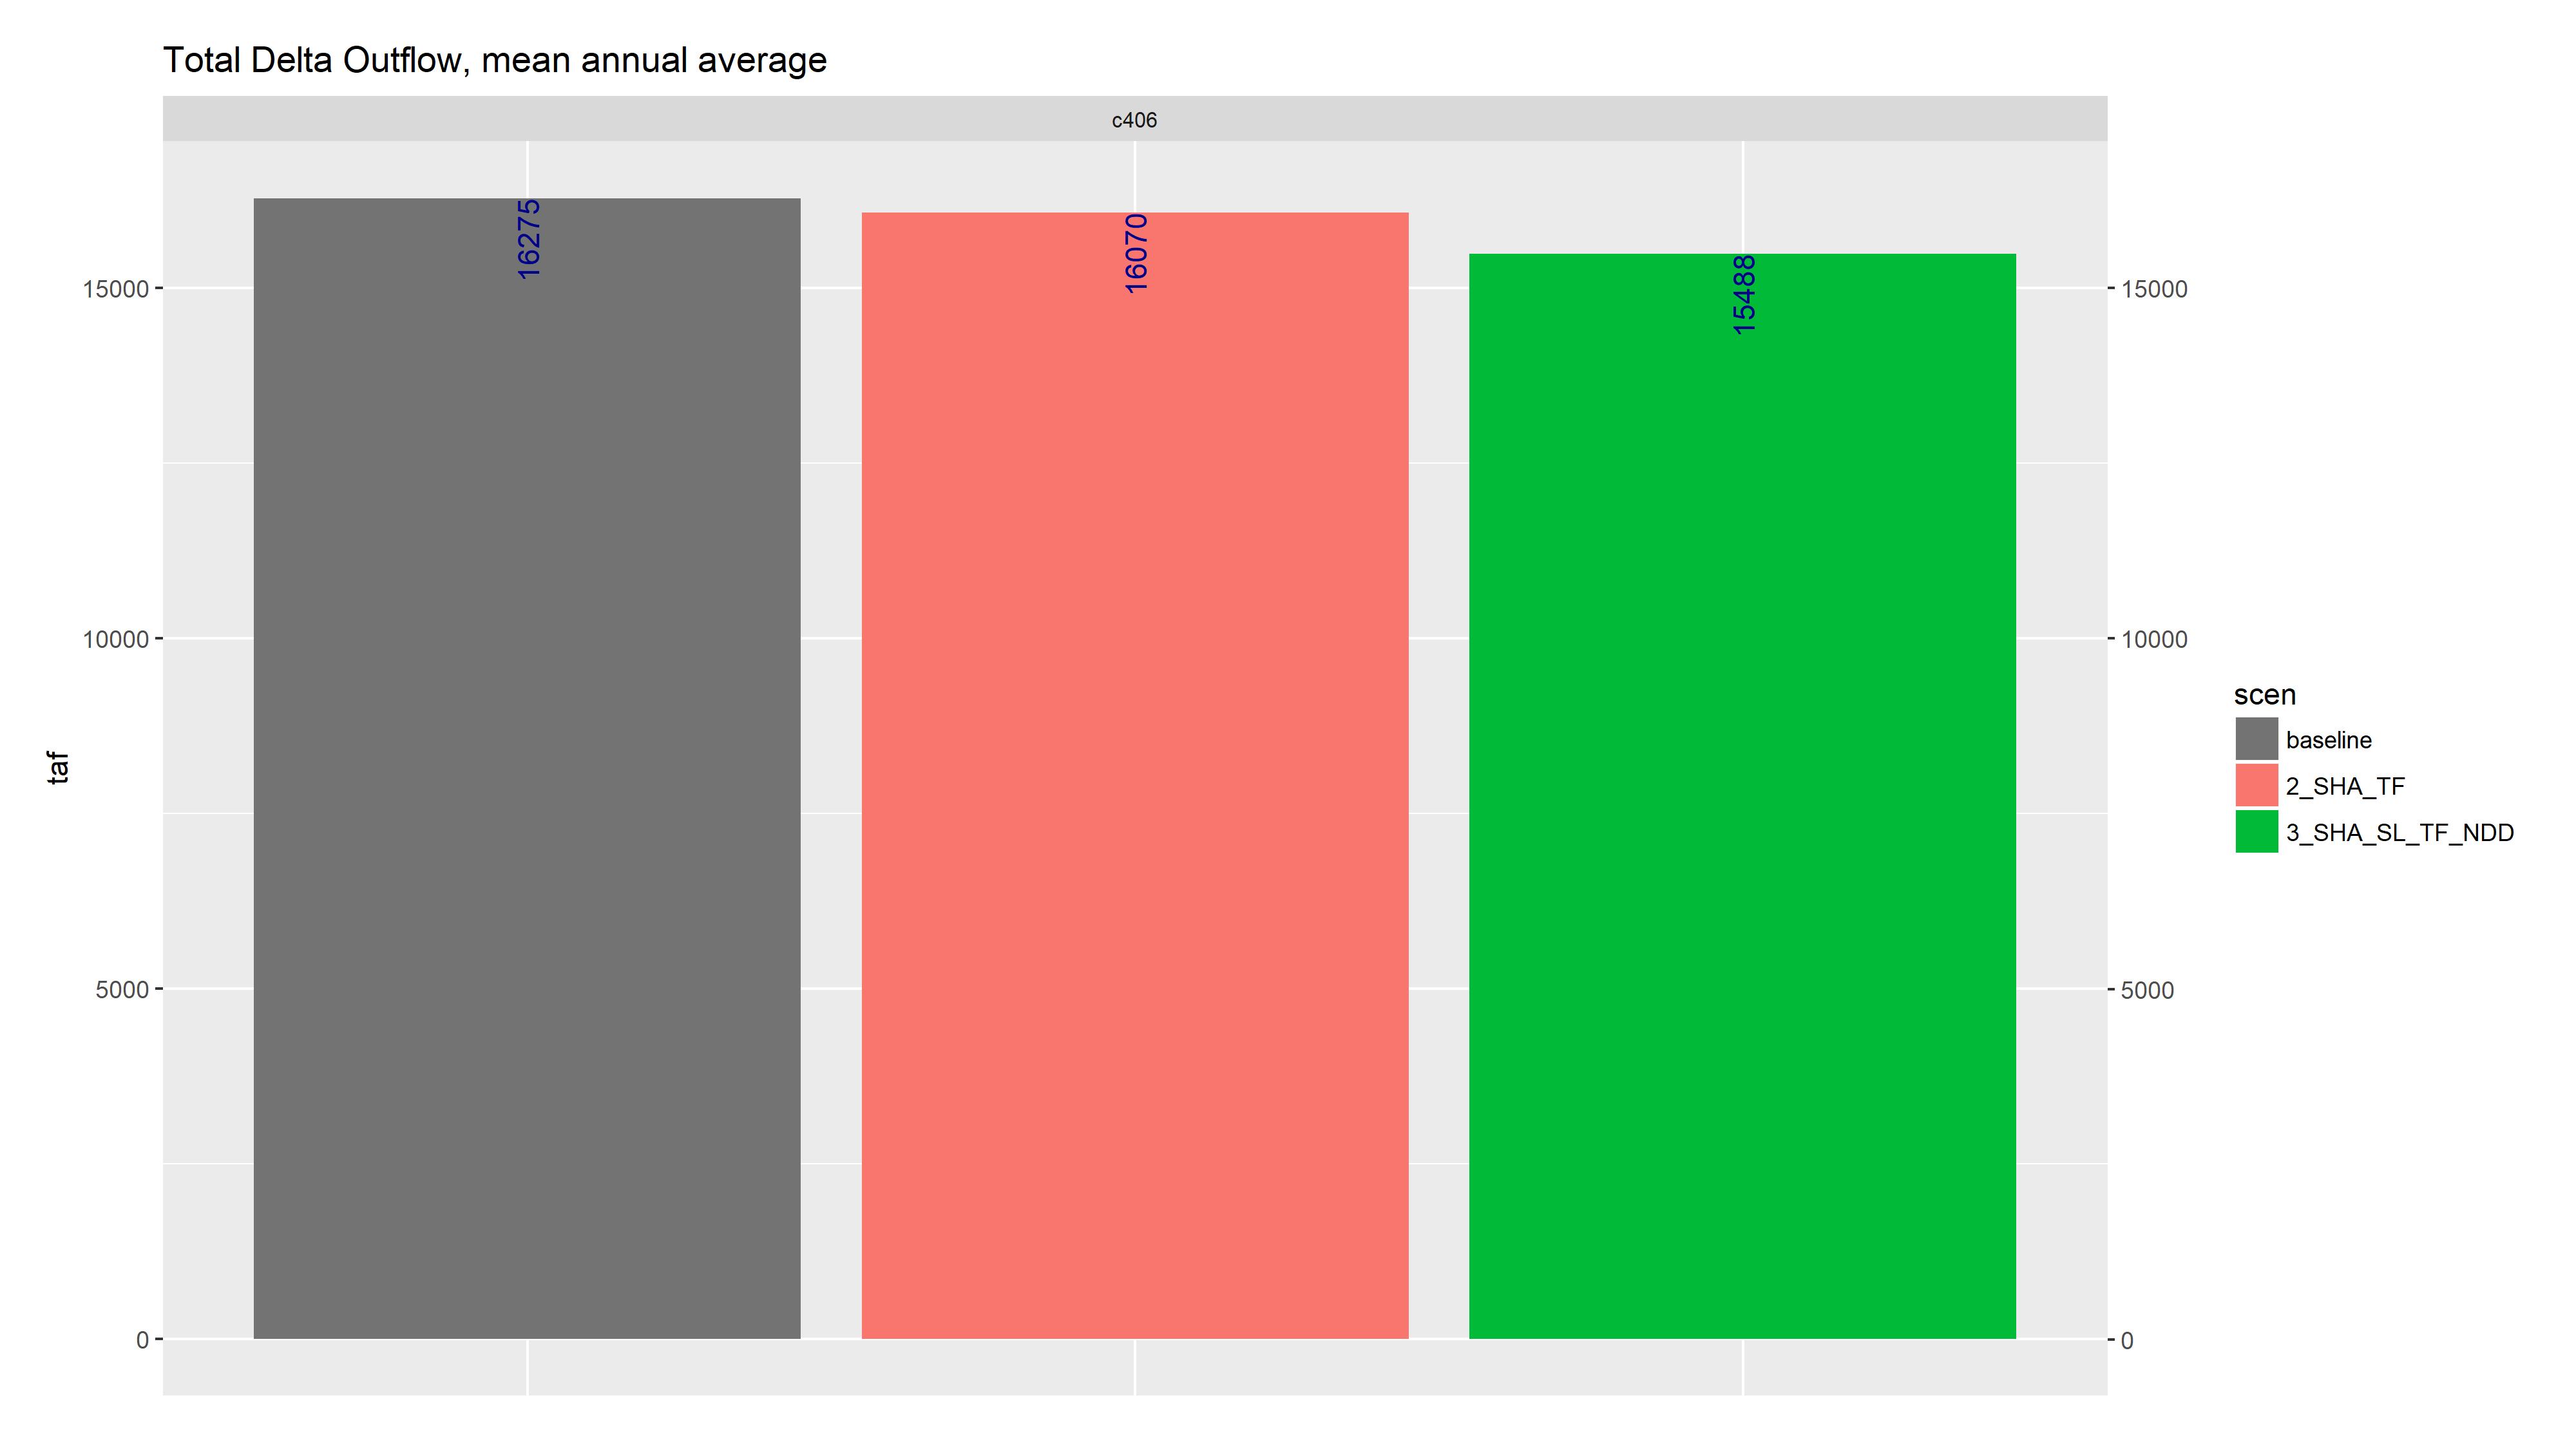 Total Delta Outflow, mean annual average
c406
16275
16070
15488
15000
10000
5000
0
taf
15000
10000
5000
0
scen
baseline
2_SHA_TF
3_SHA_SL_TF_NDD